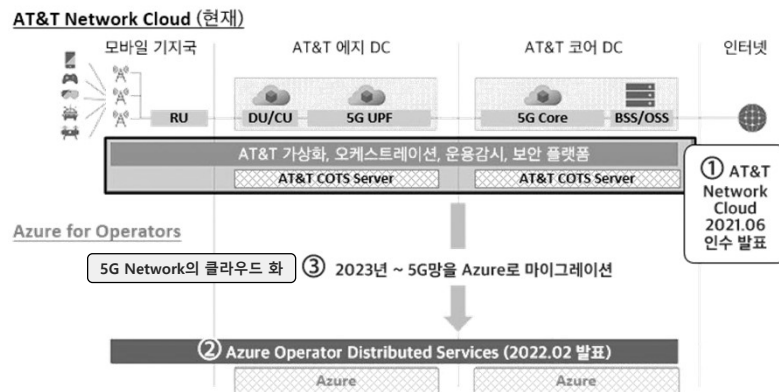 AT&T Network Cloud (현재)
모바일 기지국
AT&T 에지 DC
AT&T 코어 DC
인터넷
RU
DU/CU
5G UPF
5G Core
BSS/OSS
AT&T 가상화, 오케스트레이션, 운용감시, 보안 플랫폼
AT&T COTS Server
AT&T COTS Server
① AT&T
Network
Cloud
2021.06
인수 발표
Azure for Operators
5G Network의 클라우드 화
③ 2023년 ~ 5G망을 Azure로 마이그레이션
② Azure Operator Distributed Services (2022.02 발표)
Azure
Azure